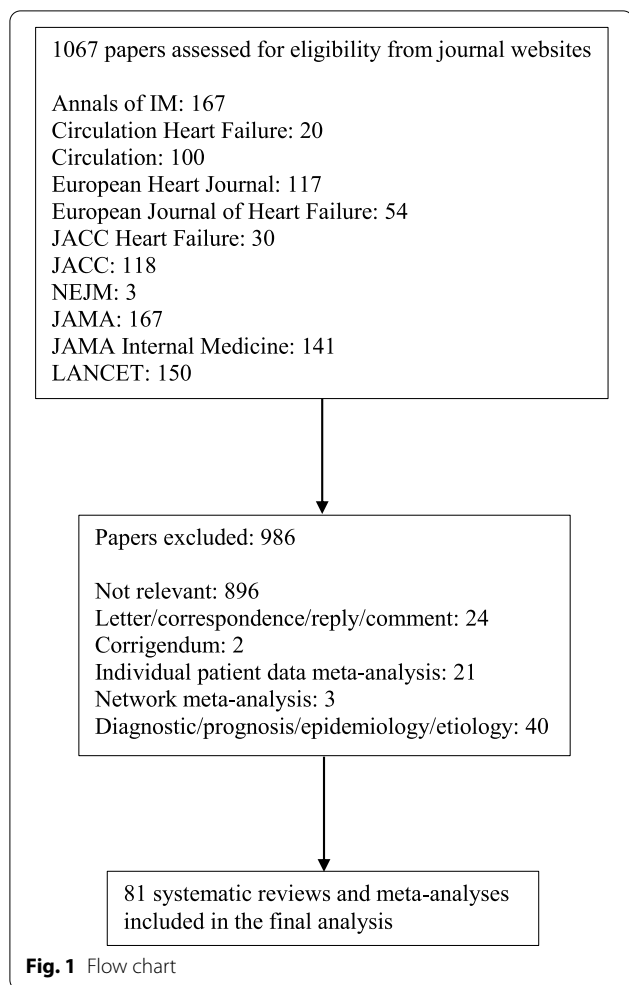 1067 papers assessed for eligibility from journal websites
Annals of IM: 167
Circulation Heart Failure: 20
Circulation: 100
European Heart Journal: 117
European Journal of Heart Failure: 54
JACC Heart Failure: 30
JACC: 118
NEJM: 3
JAMA: 167
JAMA Internal Medicine: 141
LANCET: 150
Papers excluded: 986
Not relevant: 896
Letter/correspondence/reply/comment: 24
Corrigendum: 2
Individual patient data meta-analysis: 21
Network meta-analysis: 3
Diagnostic/prognosis/epidemiology/etiology: 40
81 systematic reviews and meta-analyses
included in the final analysis
Fig. 1 Flow chart